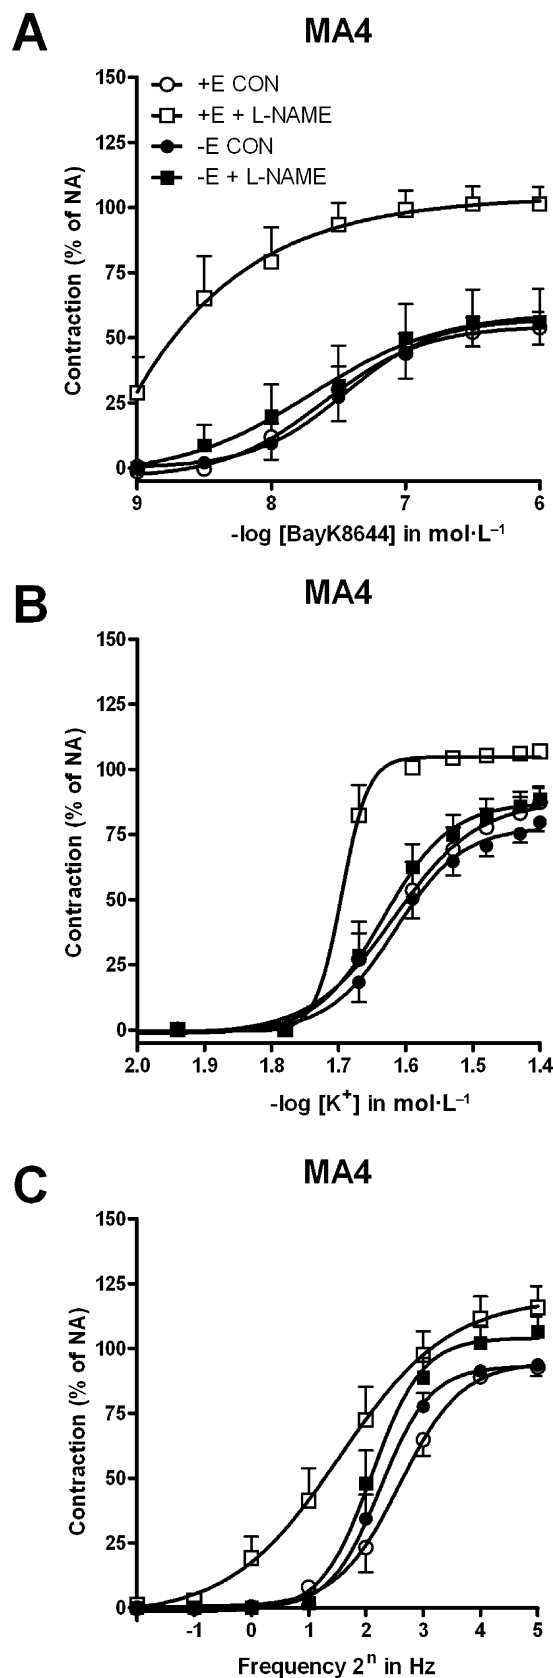 A
MA4
150
125
100
75
50
25
0
Contraction (% of NA)
+E CON
+E + L-NAME
-E CON
-E + L-NAME
9 8 7 6
-log [BayK8644] in mol·L⁻¹
B
MA4
150
125
100
75
50
25
0
Contraction (% of NA)
2.0 1.9 1.8 1.7 1.6 1.5 1.4
-log [K⁺] in mol·L⁻¹
C
MA4
150
125
100
75
50
25
0
Contraction (% of NA)
-1 0 1 2 3 4 5
Frequency 2ⁿ in Hz